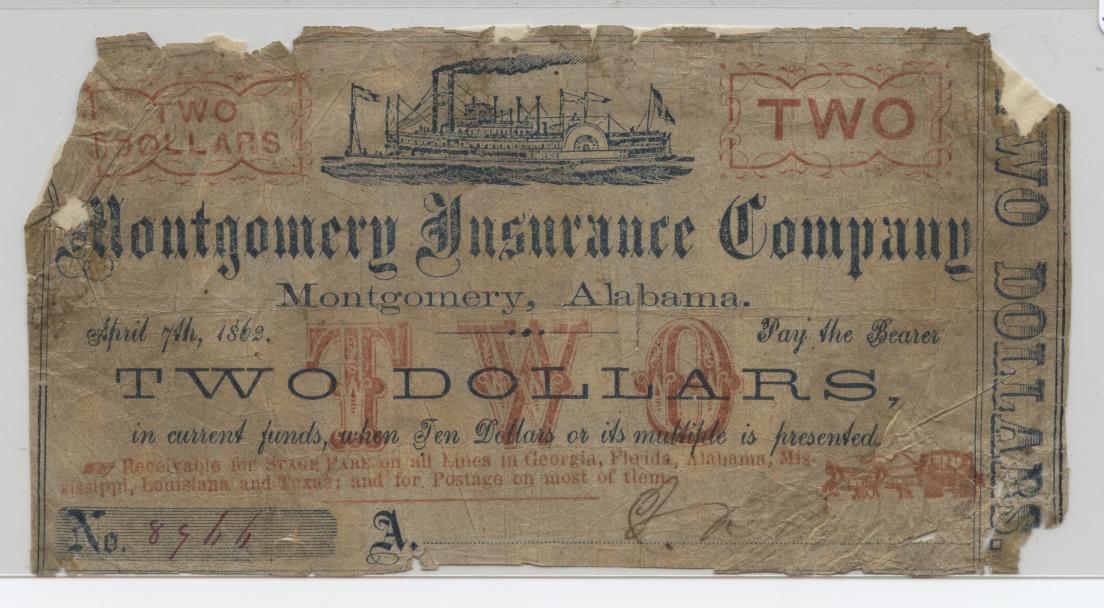 TWO
DOLLARS
TWO
Montgomery Insurance Company
Montgomery, Alabama.
April 7th, 1862.
Pay the Bearer
TWO
TWO DOLLARS,
in current funds, when Ten Dollars or its multiple is presented.
Receivable for STAGE FARE on all Lines in Georgia, Florida, Alabama, Mis-
sissippi, Louisiana and Texas; and for Postage on most of them.
No.
A.
TWO DOLLARS.